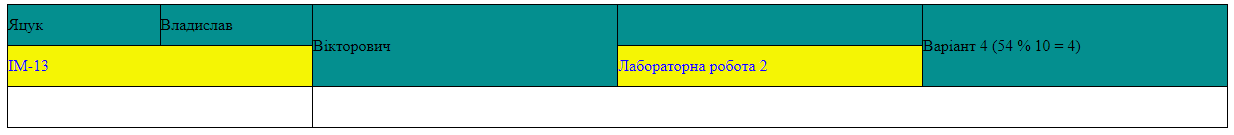 Яцук Владислав
Вікторович
Варіант 4 (54 % 10 = 4)
ІМ-13
Лабораторна робота 2